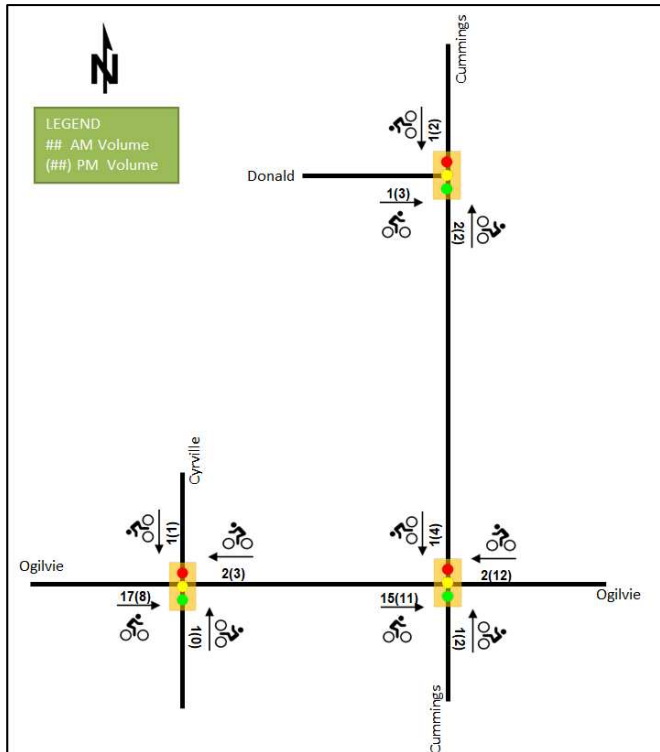 N
LEGEND
## AM Volume
(##) PM Volume
Cummings
1(2)
Donald
1(3)
2(2)
Cyrville
1(1)
1(4)
Ogilvie
2(3)
2(12)
17(8)
15(11)
Ogilvie
1(0)
1(2)
Cummings